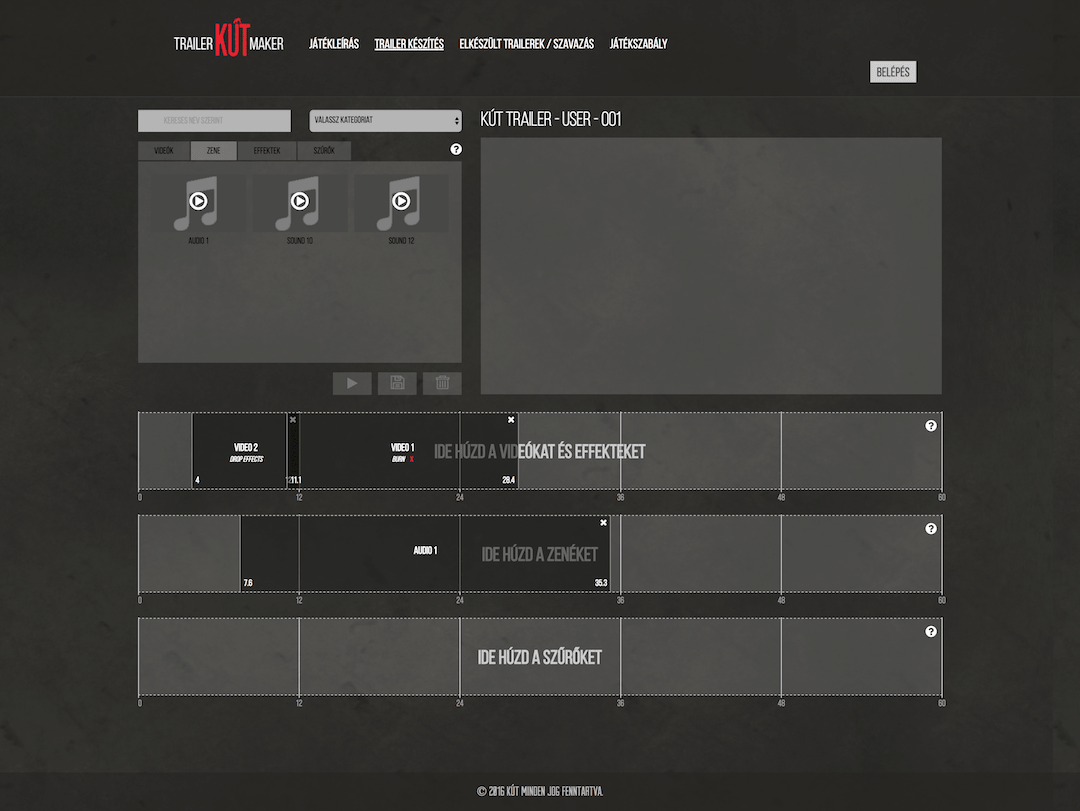 TRAILER KÚT MAKER
JÁTÉKLEÍRÁS
TRAILER KÉSZÍTÉS
ELKÉSZÜLT TRAILEREK / SZAVAZÁS
JÁTÉKSZABÁLY
BELÉPÉS
KERESÉS NÉV SZERINT
VÁLASSZ KATEGÓRIÁT
KÚT TRAILER - USER - 001
VIDEÓK
ZENE
EFFEKTEK
SZŰRŐK
?
AUDIO 1
SOUND 10
SOUND 12
VIDEO 2
DROP EFFECTS
4
11.1
VIDEO 1
BURN X
28.4
IDE HÚZD A VIDEÓKAT ÉS EFFEKTEKET
?
0 12 24 36 48 60
AUDIO 1
7.6
35.3
IDE HÚZD A ZENÉKET
?
0 12 24 36 48 60
IDE HÚZD A SZŰRŐKET
?
0 12 24 36 48 60
© 2016 KÚT MINDEN JOG FENNTARTVA.